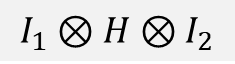 I₁ ⊗ H ⊗ I₂